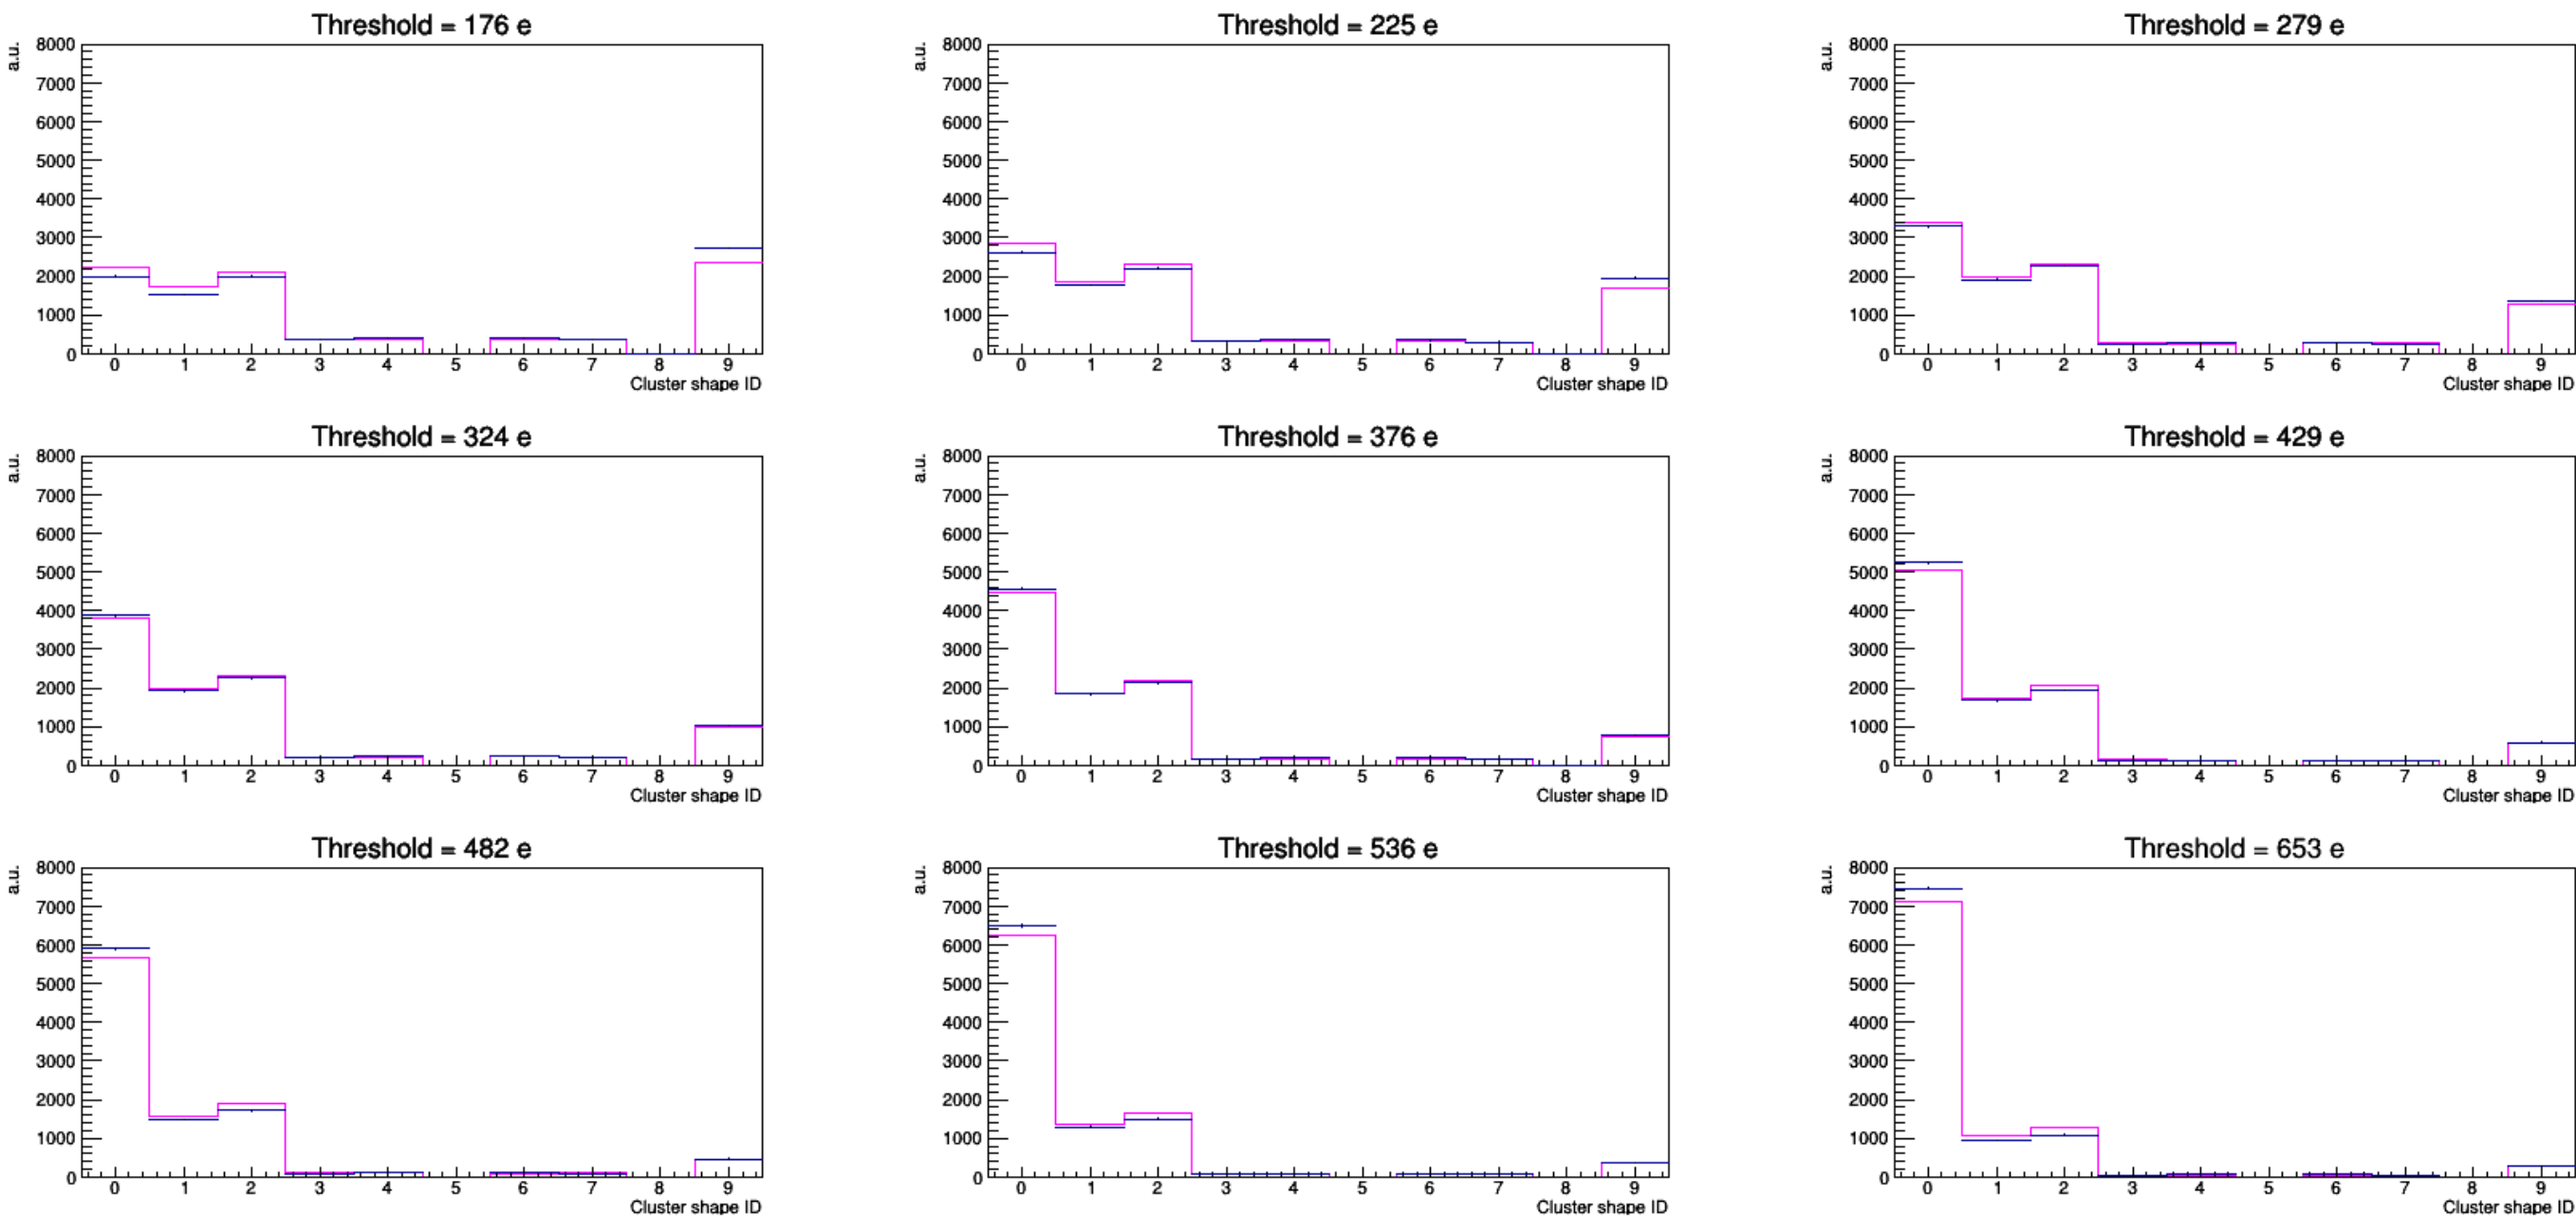 Threshold = 176 e
a.u.
8000
7000
6000
5000
4000
3000
2000
1000
0
0 1 2 3 4 5 6 7 8 9
Cluster shape ID
Threshold = 225 e
a.u.
8000
7000
6000
5000
4000
3000
2000
1000
0
0 1 2 3 4 5 6 7 8 9
Cluster shape ID
Threshold = 279 e
a.u.
8000
7000
6000
5000
4000
3000
2000
1000
0
0 1 2 3 4 5 6 7 8 9
Cluster shape ID
Threshold = 324 e
a.u.
8000
7000
6000
5000
4000
3000
2000
1000
0
0 1 2 3 4 5 6 7 8 9
Cluster shape ID
Threshold = 376 e
a.u.
8000
7000
6000
5000
4000
3000
2000
1000
0
0 1 2 3 4 5 6 7 8 9
Cluster shape ID
Threshold = 429 e
a.u.
8000
7000
6000
5000
4000
3000
2000
1000
0
0 1 2 3 4 5 6 7 8 9
Cluster shape ID
Threshold = 482 e
a.u.
8000
7000
6000
5000
4000
3000
2000
1000
0
0 1 2 3 4 5 6 7 8 9
Cluster shape ID
Threshold = 536 e
a.u.
8000
7000
6000
5000
4000
3000
2000
1000
0
0 1 2 3 4 5 6 7 8 9
Cluster shape ID
Threshold = 653 e
a.u.
8000
7000
6000
5000
4000
3000
2000
1000
0
0 1 2 3 4 5 6 7 8 9
Cluster shape ID